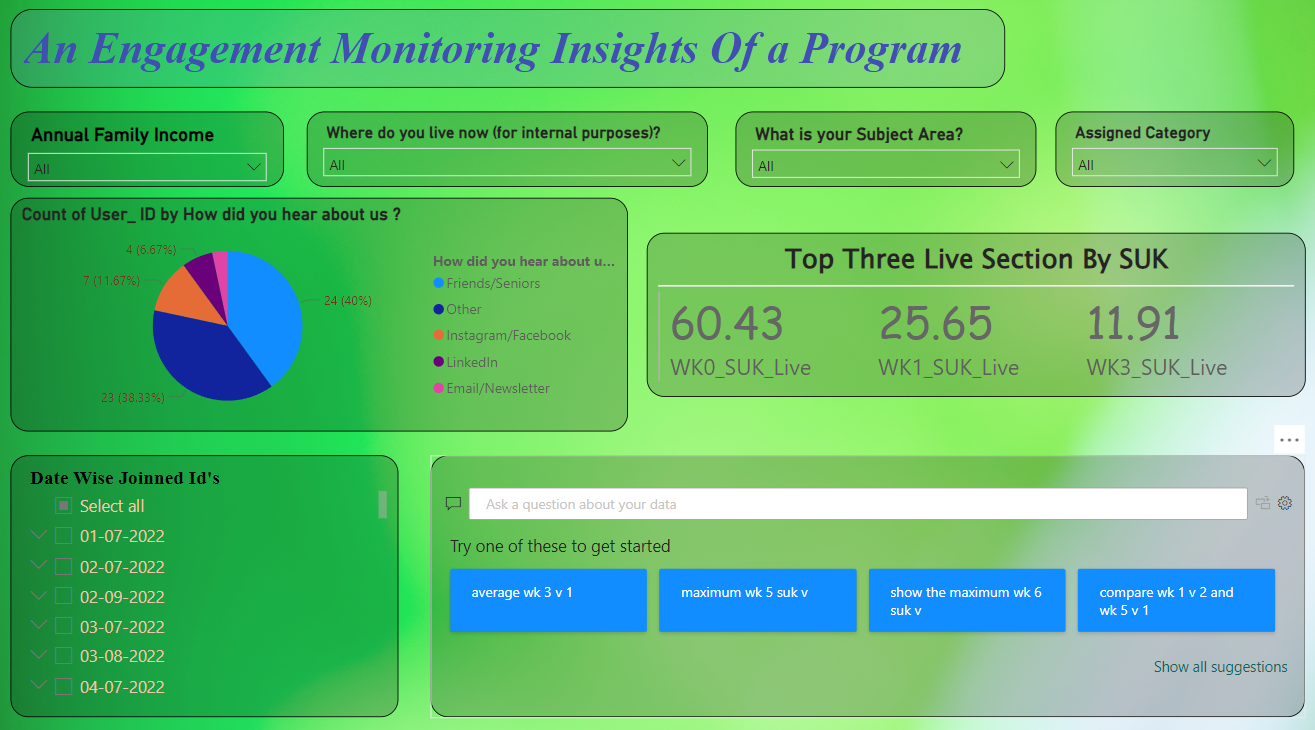 An Engagement Monitoring Insights Of a Program
Annual Family Income
All
Where do you live now (for internal purposes)?
All
What is your Subject Area?
All
Assigned Category
All
Count of User_ ID by How did you hear about us ?
4 (6.67%)
7 (11.67%)
24 (40%)
23 (38.33%)
How did you hear about u...
Friends/Seniors
Other
Instagram/Facebook
LinkedIn
Email/Newsletter
Top Three Live Section By SUK
60.43
WK0_SUK_Live
25.65
WK1_SUK_Live
11.91
WK3_SUK_Live
Date Wise Joinned Id's
Select all
01-07-2022
02-07-2022
02-09-2022
03-07-2022
03-08-2022
04-07-2022
Ask a question about your data
Try one of these to get started
average wk 3 v 1
maximum wk 5 suk v
show the maximum wk 6
suk v
compare wk 1 v 2 and
wk 5 v 1
Show all suggestions